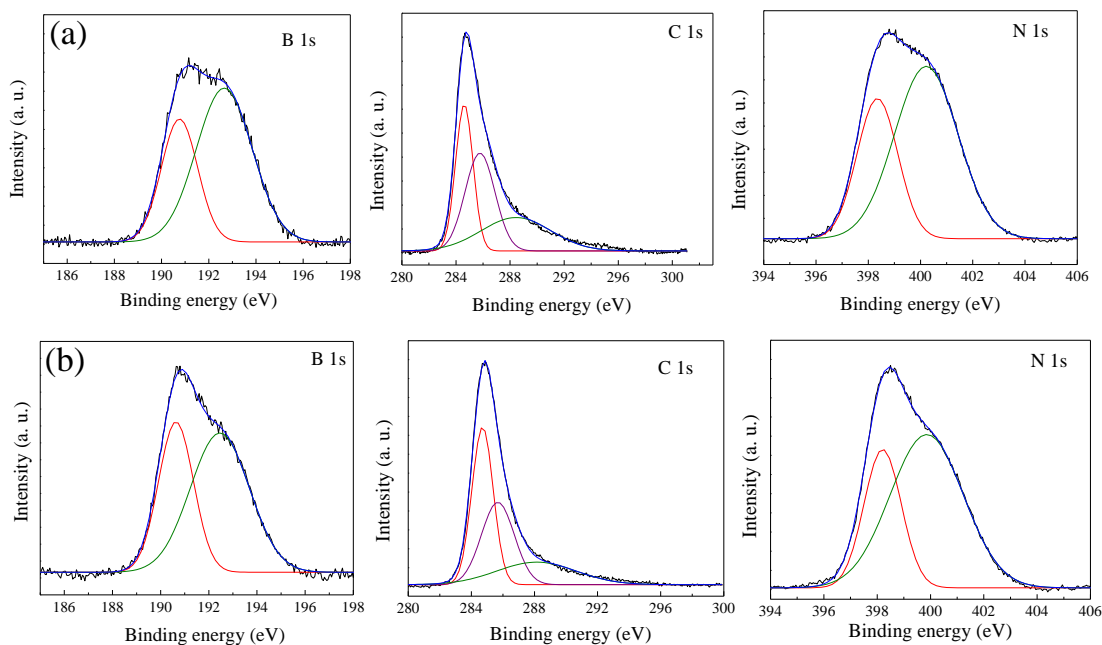 (a)
B 1s
Intensity (a. u.)
186 188 190 192 194 196 198
Binding energy (eV)
C 1s
Intensity (a. u.)
280 284 288 292 296 300
Binding energy (eV)
N 1s
Intensity (a. u.)
394 396 398 400 402 404 406
Binding energy (eV)
(b)
B 1s
Intensity (a. u.)
186 188 190 192 194 196 198
Binding energy (eV)
C 1s
Intensity (a. u.)
280 284 288 292 296 300
Binding energy (eV)
N 1s
Intensity (a. u.)
394 396 398 400 402 404 406
Binding energy (eV)